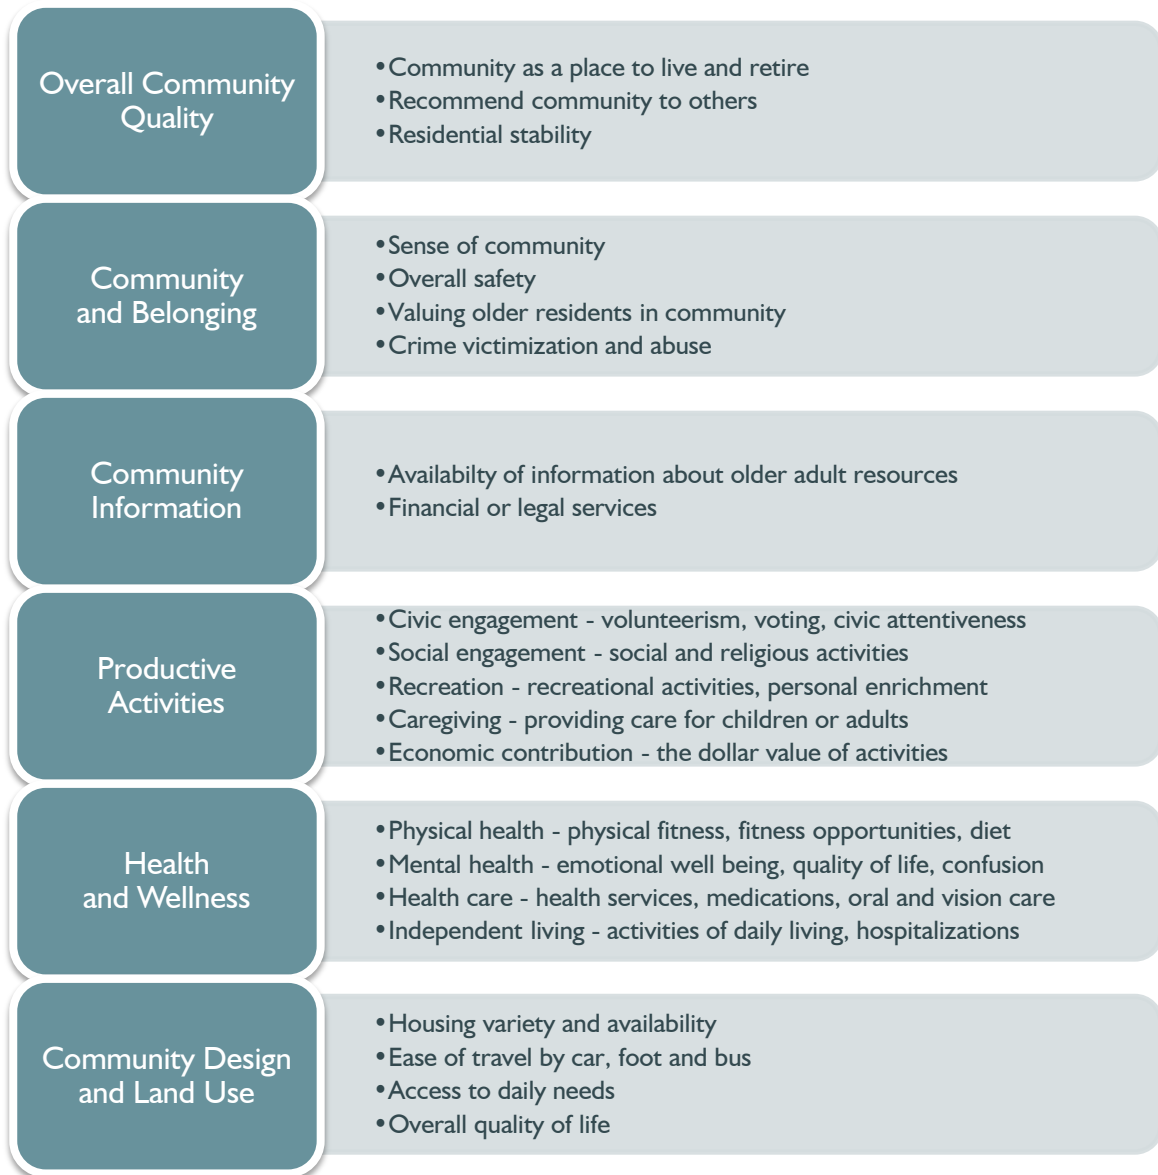 Overall Community
Quality
•Community as a place to live and retire
•Recommend community to others
•Residential stability
Community
and Belonging
•Sense of community
•Overall safety
•Valuing older residents in community
•Crime victimization and abuse
Community
Information
•Availabilty of information about older adult resources
•Financial or legal services
Productive
Activities
•Civic engagement - volunteerism, voting, civic attentiveness
•Social engagement - social and religious activities
•Recreation - recreational activities, personal enrichment
•Caregiving - providing care for children or adults
•Economic contribution - the dollar value of activities
Health
and Wellness
•Physical health - physical fitness, fitness opportunities, diet
•Mental health - emotional well being, quality of life, confusion
•Health care - health services, medications, oral and vision care
•Independent living - activities of daily living, hospitalizations
Community Design
and Land Use
•Housing variety and availability
•Ease of travel by car, foot and bus
•Access to daily needs
•Overall quality of life